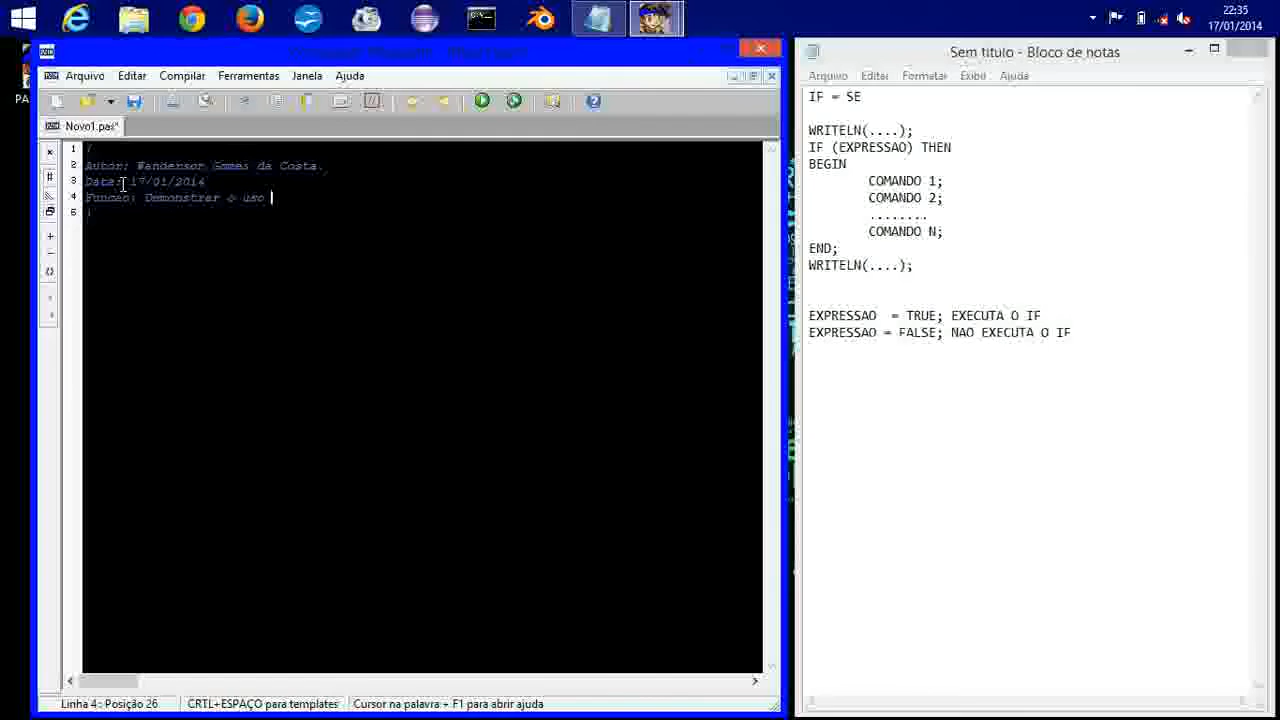 22:35
17/01/2014
PA
Arquivo Editar Compilar Ferramentas Janela Ajuda
Novo1.pas*
1 {
2 Autor: Wanderson Gomes da Costa.
3 Data: 17/01/2014
4 Funcao: Demonstrar o uso
5 }
Linha 4:: Posição 26 CRTL+ESPAÇO para templates Cursor na palavra + F1 para abrir ajuda
Sem título - Bloco de notas
Arquivo Editar Formatar Exibir Ajuda
IF = SE
WRITELN(....);
IF (EXPRESSAO) THEN
BEGIN
COMANDO 1;
COMANDO 2;
........
COMANDO N;
END;
WRITELN(....);
EXPRESSAO = TRUE; EXECUTA O IF
EXPRESSAO = FALSE; NAO EXECUTA O IF